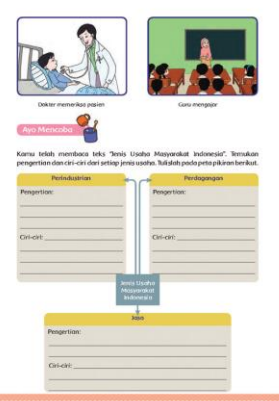 Dokter memeriksa pasien
Guru mengajar
Ayo Mencoba
Kamu telah membaca teks "Jenis Usaha Masyarakat Indonesia". Temukan
pengertian dan ciri-ciri dari setiap jenis usaha. Tulislah pada peta pikiran berikut.
Perindustrian
Perdagangan
Pengertian:
Pengertian:
Ciri-ciri:
Ciri-ciri:
Jenis Usaha
Masyarakat
Indonesia
Jasa
Pengertian:
Ciri-ciri: